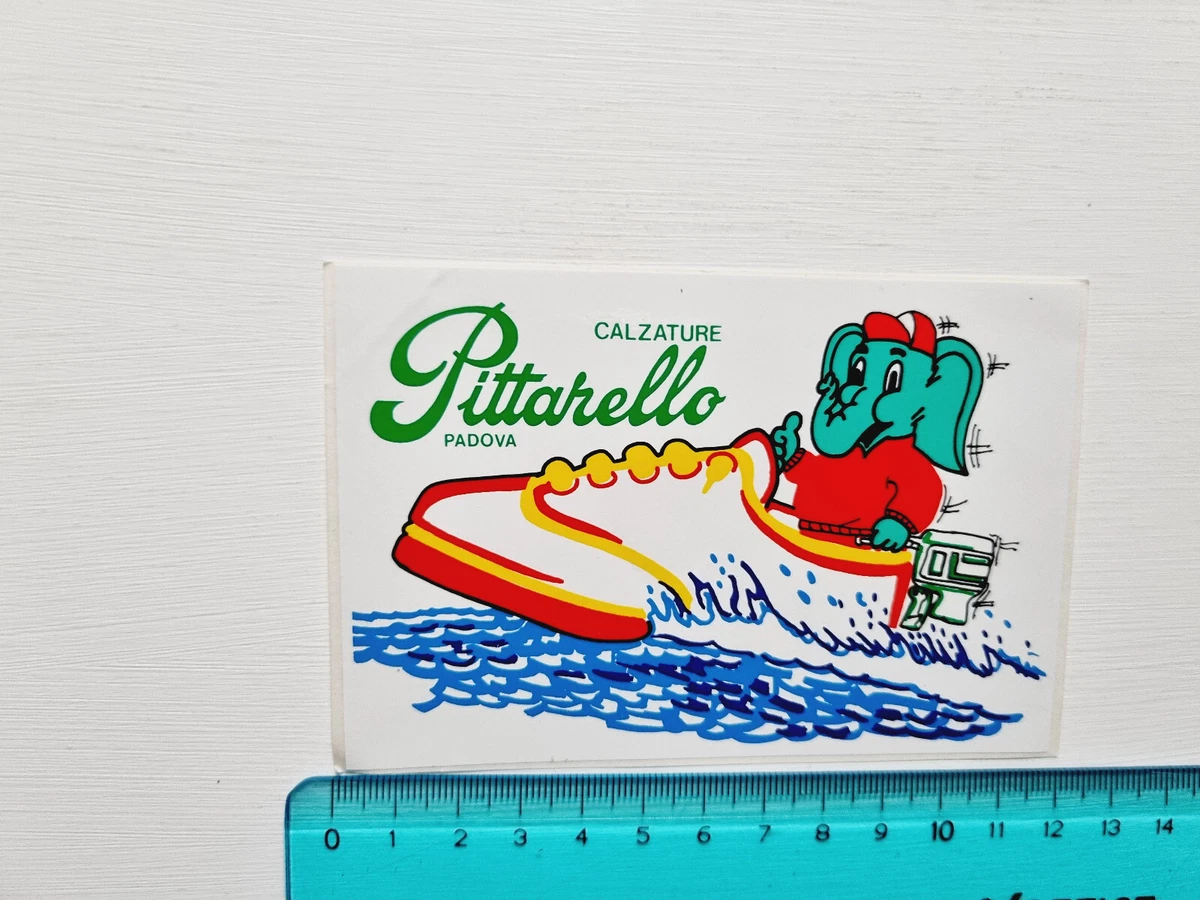 CALZATURE
Pittarello
PADOVA
0 1 2 3 4 5 6 7 8 9 10 11 12 13 14